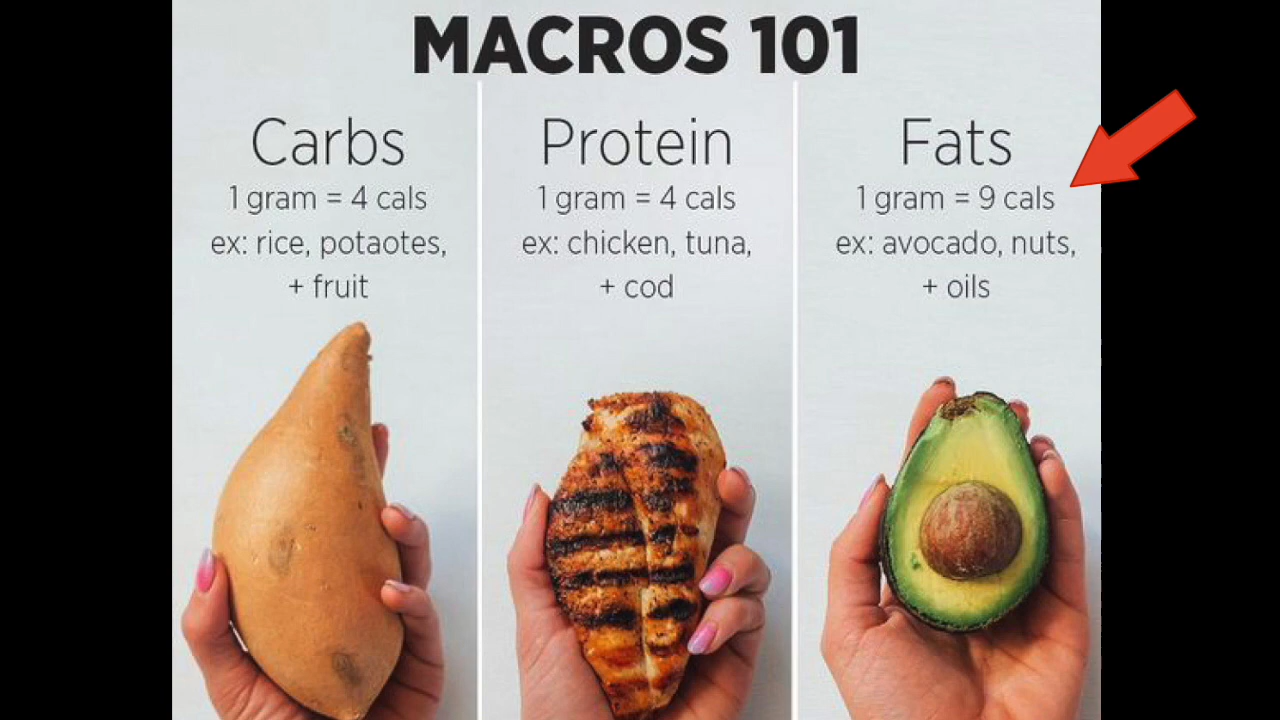 MACROS 101
Carbs
1 gram = 4 cals
ex: rice, potaotes,
+ fruit
Protein
1 gram = 4 cals
ex: chicken, tuna,
+ cod
Fats
1 gram = 9 cals
ex: avocado, nuts,
+ oils